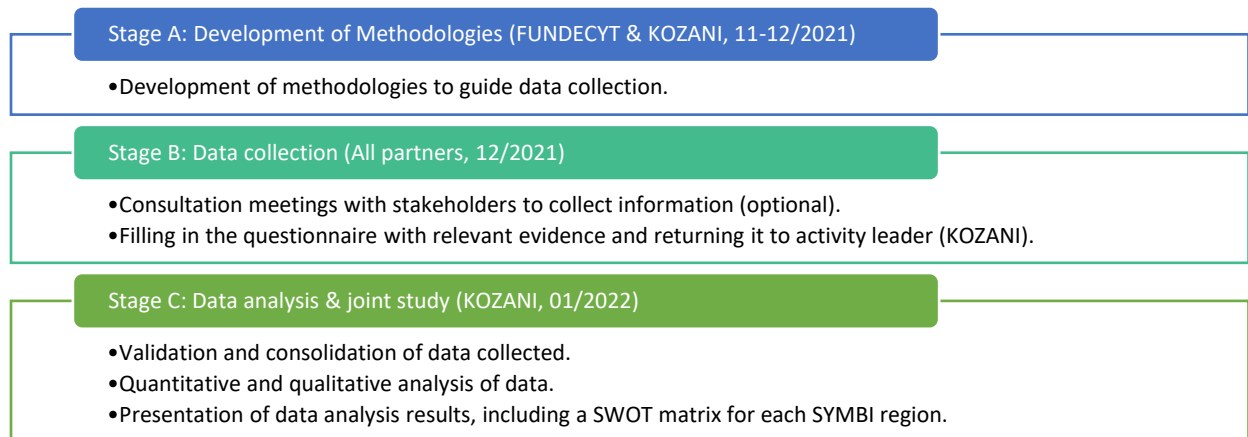 Stage A: Development of Methodologies (FUNDECYT & KOZANI, 11-12/2021)
•Development of methodologies to guide data collection.
Stage B: Data collection (All partners, 12/2021)
•Consultation meetings with stakeholders to collect information (optional).
•Filling in the questionnaire with relevant evidence and returning it to activity leader (KOZANI).
Stage C: Data analysis & joint study (KOZANI, 01/2022)
•Validation and consolidation of data collected.
•Quantitative and qualitative analysis of data.
•Presentation of data analysis results, including a SWOT matrix for each SYMBI region.